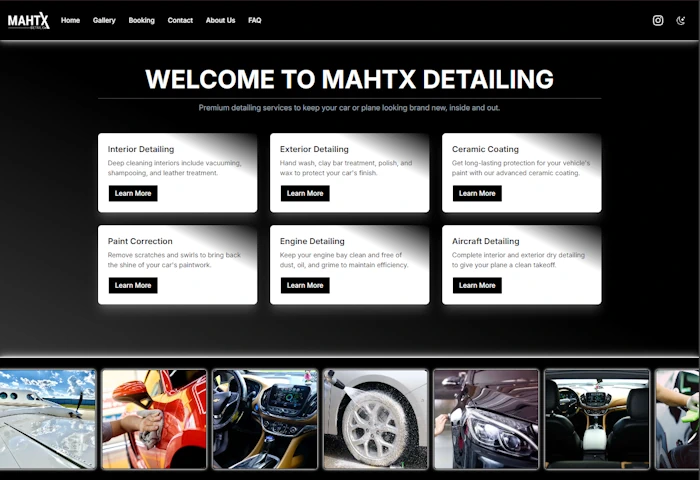 MAHTX
Home Gallery Booking Contact About Us FAQ
WELCOME TO MAHTX DETAILING
Premium detailing services to keep your car or plane looking brand new, inside and out.
Interior Detailing
Deep cleaning interiors include vacuuming,
shampooing, and leather treatment.
Learn More
Exterior Detailing
Hand wash, clay bar treatment, polish, and
wax to protect your car's finish.
Learn More
Ceramic Coating
Get long-lasting protection for your vehicle's
paint with our advanced ceramic coating.
Learn More
Paint Correction
Remove scratches and swirls to bring back
the shine of your car's paintwork.
Learn More
Engine Detailing
Keep your engine bay clean and free of
dust, oil, and grime to maintain efficiency.
Learn More
Aircraft Detailing
Complete interior and exterior dry detailing
to give your plane a clean takeoff.
Learn More